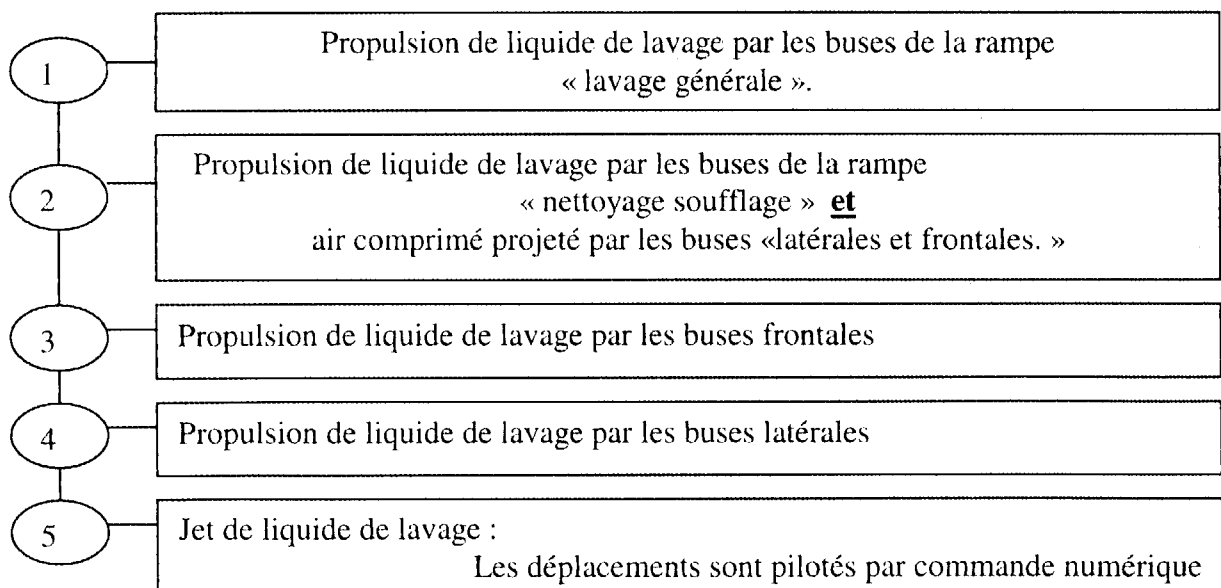 1
Propulsion de liquide de lavage par les buses de la rampe
« lavage générale ».
2
Propulsion de liquide de lavage par les buses de la rampe
« nettoyage soufflage » et
air comprimé projeté par les buses «latérales et frontales. »
3
Propulsion de liquide de lavage par les buses frontales
4
Propulsion de liquide de lavage par les buses latérales
5
Jet de liquide de lavage :
Les déplacements sont pilotés par commande numérique